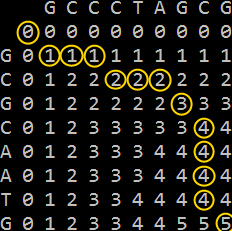 G C C C T A G C G
0 0 0 0 0 0 0 0 0 0
G 0 1 1 1 1 1 1 1 1 1
C 0 1 2 2 2 2 2 2 2 2
G 0 1 2 2 2 2 2 3 3 3
C 0 1 2 3 3 3 3 3 4 4
A 0 1 2 3 3 3 4 4 4 4
A 0 1 2 3 3 3 4 4 4 4
T 0 1 2 3 3 4 4 4 4 4
G 0 1 2 3 3 4 4 5 5 5